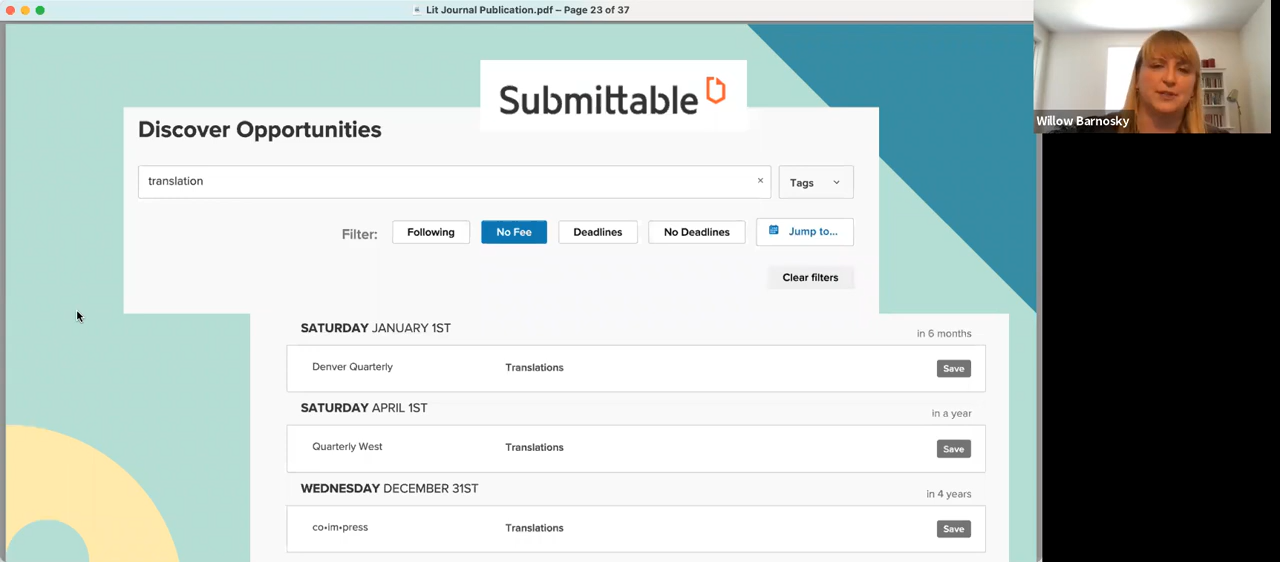 Lit Journal Publication.pdf – Page 23 of 37
Willow Barnosky
Submittable
Discover Opportunities
translation ×
Tags
Filter: Following No Fee Deadlines No Deadlines Jump to...
Clear filters
SATURDAY JANUARY 1ST in 6 months
Denver Quarterly Translations Save
SATURDAY APRIL 1ST in a year
Quarterly West Translations Save
WEDNESDAY DECEMBER 31ST in 4 years
co•im•press Translations Save